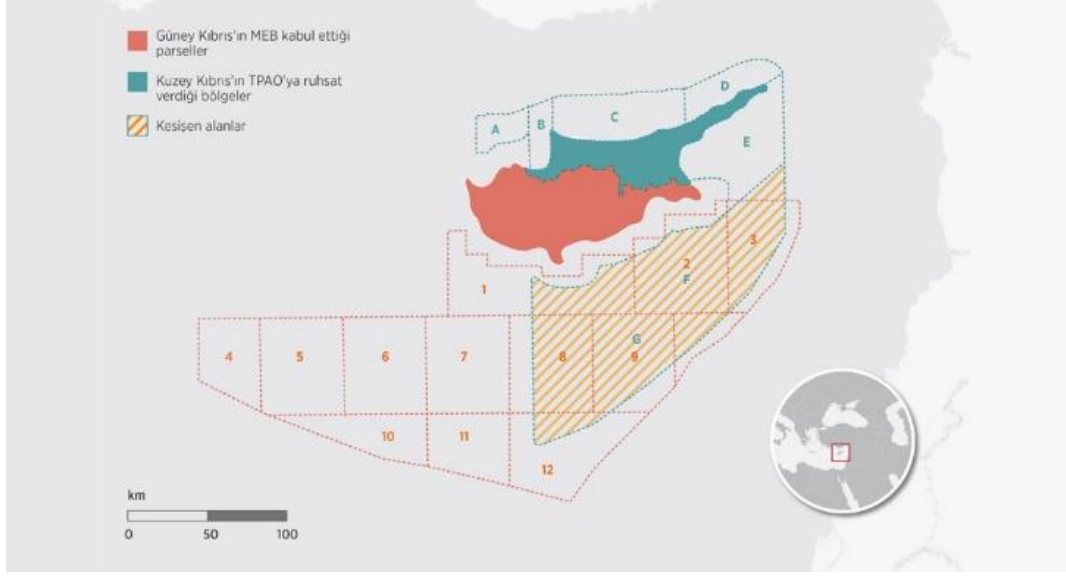 Güney Kıbrıs'ın MEB kabul ettiği
parseller
Kuzey Kıbrıs'ın TPAO'ya ruhsat
verdiği bölgeler
Kesişen alanlar
A
B
C
D
E
3
2
F
1
G
4
5
6
7
8
9
10
11
12
km
0 50 100